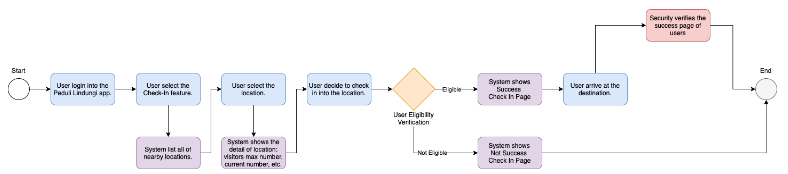 Security verifies the
success page of
users
Start
End
User login into the
Peduli Lindungi app.
User select the
Check-In feature.
User select the
location.
User decide to check
in into the location.
Eligible
System shows
Success
Check In Page
User arrive at the
destination.
User Eligibility
Verification
System list all of
nearby locations.
System shows the
detail of location:
visitors max number,
current number, etc.
Not Eligible
System shows
Not Success
Check In Page